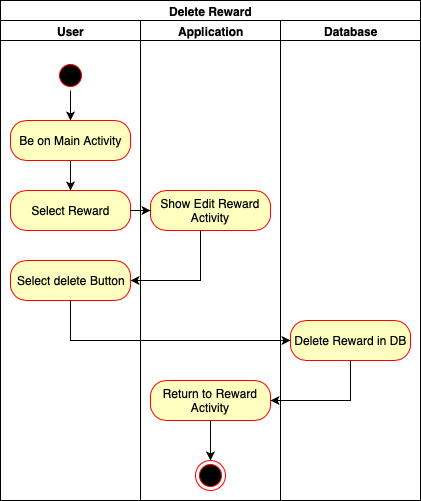 Delete Reward
User
Application
Database
Be on Main Activity
Select Reward
Show Edit Reward
Activity
Select delete Button
Delete Reward in DB
Return to Reward
Activity